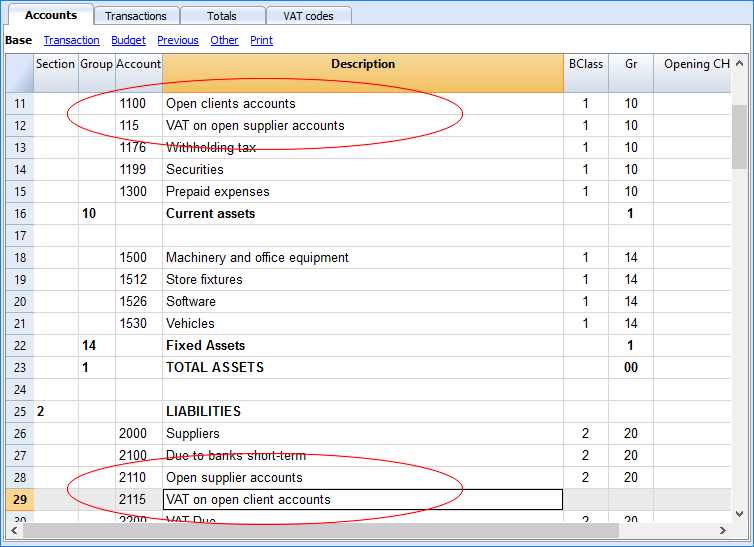 Accounts Transactions Totals VAT codes
Base Transaction Budget Previous Other Print
Section Group Account Description BClass Gr Opening CH
11 1100 Open clients accounts 1 10
12 115 VAT on open supplier accounts 1 10
13 1176 Withholding tax 1 10
14 1199 Securities 1 10
15 1300 Prepaid expenses 1 10
16 10 Current assets 1
17
18 1500 Machinery and office equipment 1 14
19 1512 Store fixtures 1 14
20 1526 Software 1 14
21 1530 Vehicles 1 14
22 14 Fixed Assets 1
23 1 TOTAL ASSETS 00
24
25 2 LIABILITIES
26 2000 Suppliers 2 20
27 2100 Due to banks short-term 2 20
28 2110 Open supplier accounts 2 20
29 2115 VAT on open client accounts
30 2200 VAT Due 2 20